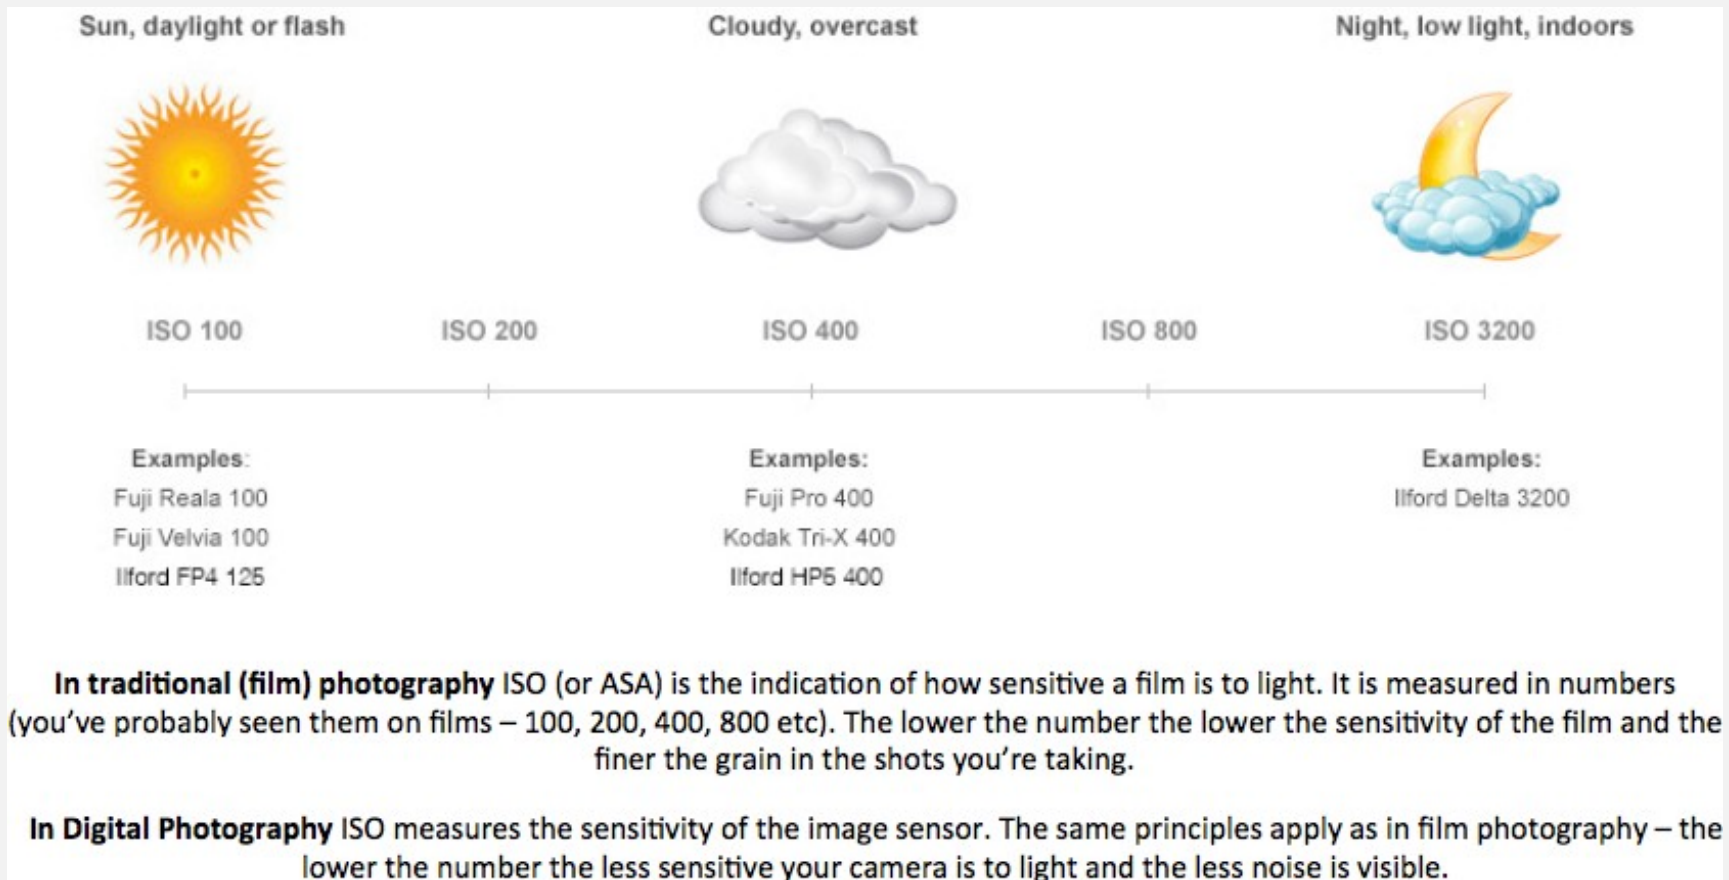 Sun, daylight or flash
Cloudy, overcast
Night, low light, indoors
ISO 100
ISO 200
ISO 400
ISO 800
ISO 3200
Examples:
Fuji Reala 100
Fuji Velvia 100
Ilford FP4 125
Examples:
Fuji Pro 400
Kodak Tri-X 400
Ilford HP5 400
Examples:
Ilford Delta 3200
In traditional (film) photography ISO (or ASA) is the indication of how sensitive a film is to light. It is measured in numbers
(you've probably seen them on films – 100, 200, 400, 800 etc). The lower the number the lower the sensitivity of the film and the
finer the grain in the shots you're taking.
In Digital Photography ISO measures the sensitivity of the image sensor. The same principles apply as in film photography – the
lower the number the less sensitive your camera is to light and the less noise is visible.